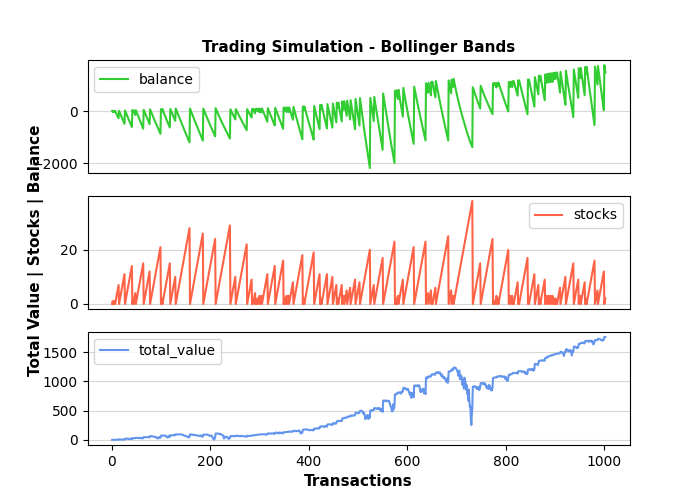 Trading Simulation - Bollinger Bands
balance
0
−2000
stocks
20
0
total_value
1500
1000
500
0
0 200 400 600 800 1000
Transactions
Total Value | Stocks | Balance